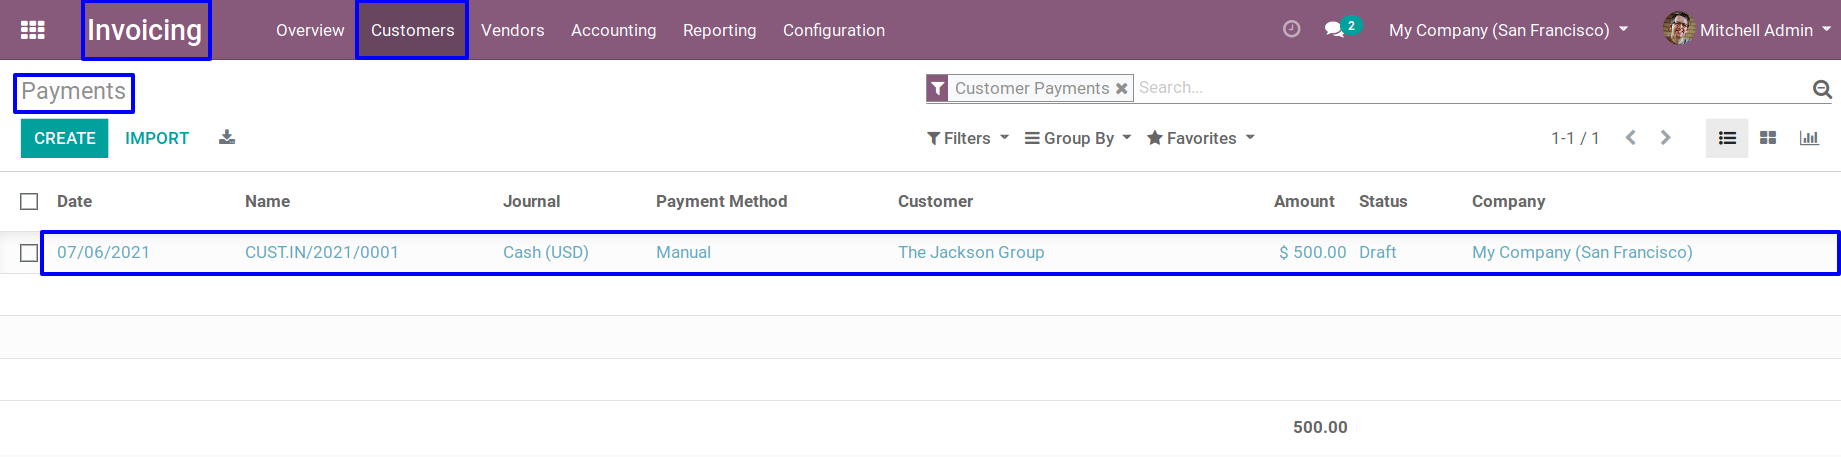 Invoicing Overview Customers Vendors Accounting Reporting Configuration 2 My Company (San Francisco) Mitchell Admin
Payments Customer Payments Search...
CREATE IMPORT Filters Group By Favorites 1-1 / 1
Date Name Journal Payment Method Customer Amount Status Company
07/06/2021 CUST.IN/2021/0001 Cash (USD) Manual The Jackson Group $ 500.00 Draft My Company (San Francisco)
500.00